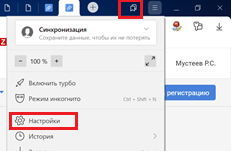 Z
Синхронизация
Сохраните данные, чтобы их не потерять
Мустеев Р.С.
− 100 % +
Включить турбо
Режим инкогнито Ctrl + Shift + N
регистрацию
Настройки
История